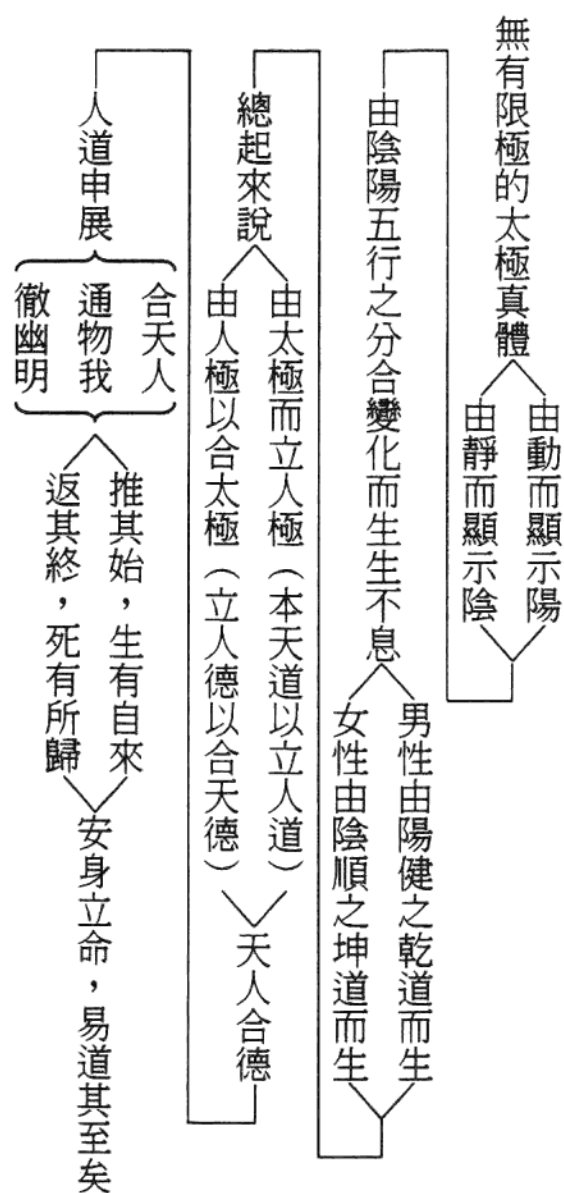 無有限極的太極真體
由動而顯示陽
由靜而顯示陰
由陰陽五行之分合變化而生生不息
男性由陽健之乾道而生
女性由陰順之坤道而生
總起來說
由太極而立人極（本天道以立人道）
由人極以合太極（立人德以合天德）
天人合德
人道申展
合天人
通物我
徹幽明
推其始，生有自來
返其終，死有所歸
安身立命，易道其至矣